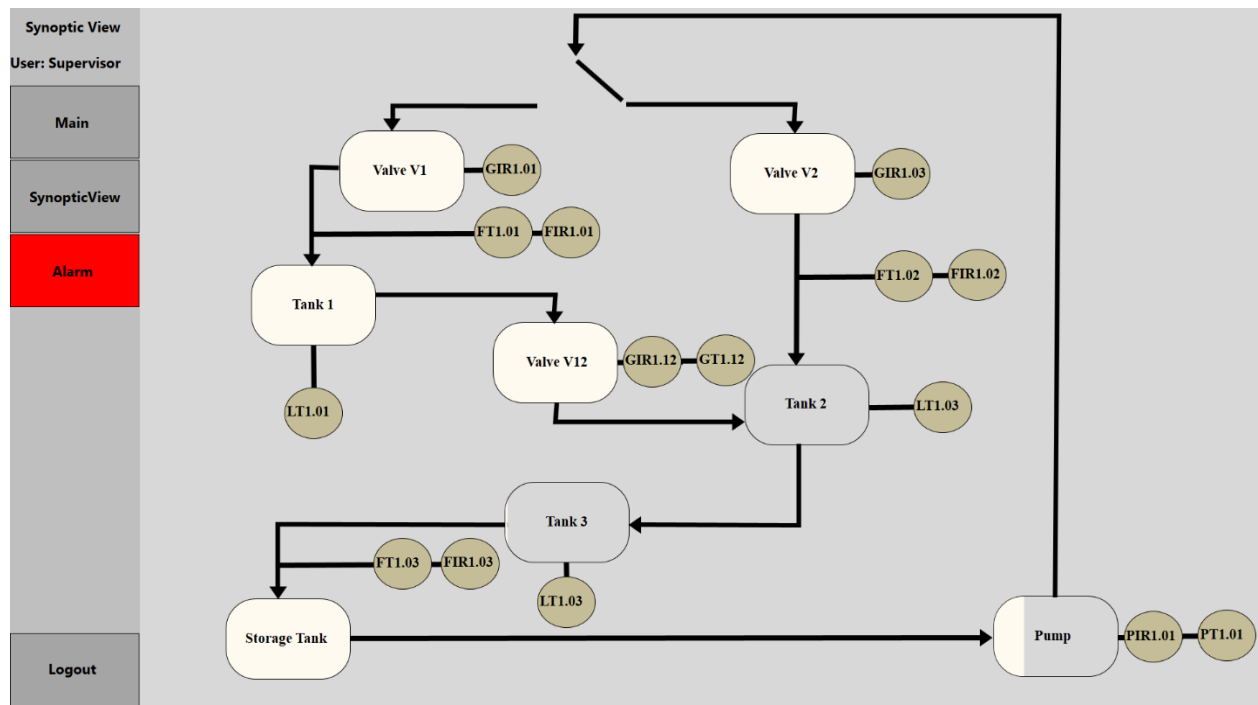 Synoptic View
User: Supervisor
Main
SynopticView
Alarm
Logout
Valve V1
GIR1.01
Valve V2
GIR1.03
FT1.01
FIR1.01
FT1.02
FIR1.02
Tank 1
Valve V12
GIR1.12
GT1.12
LT1.01
Tank 2
LT1.03
Tank 3
FT1.03
FIR1.03
LT1.03
Storage Tank
Pump
PIR1.01
PT1.01